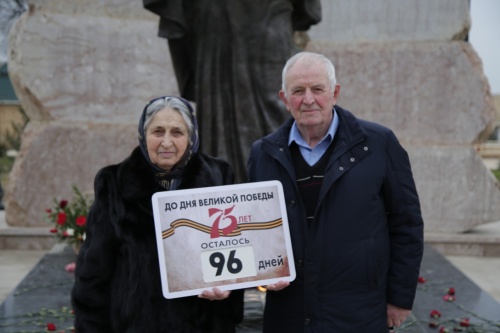 ДО ДНЯ ВЕЛИКОЙ ПОБЕДЫ
75
ЛЕТ
ОСТАЛОСЬ
96 дней